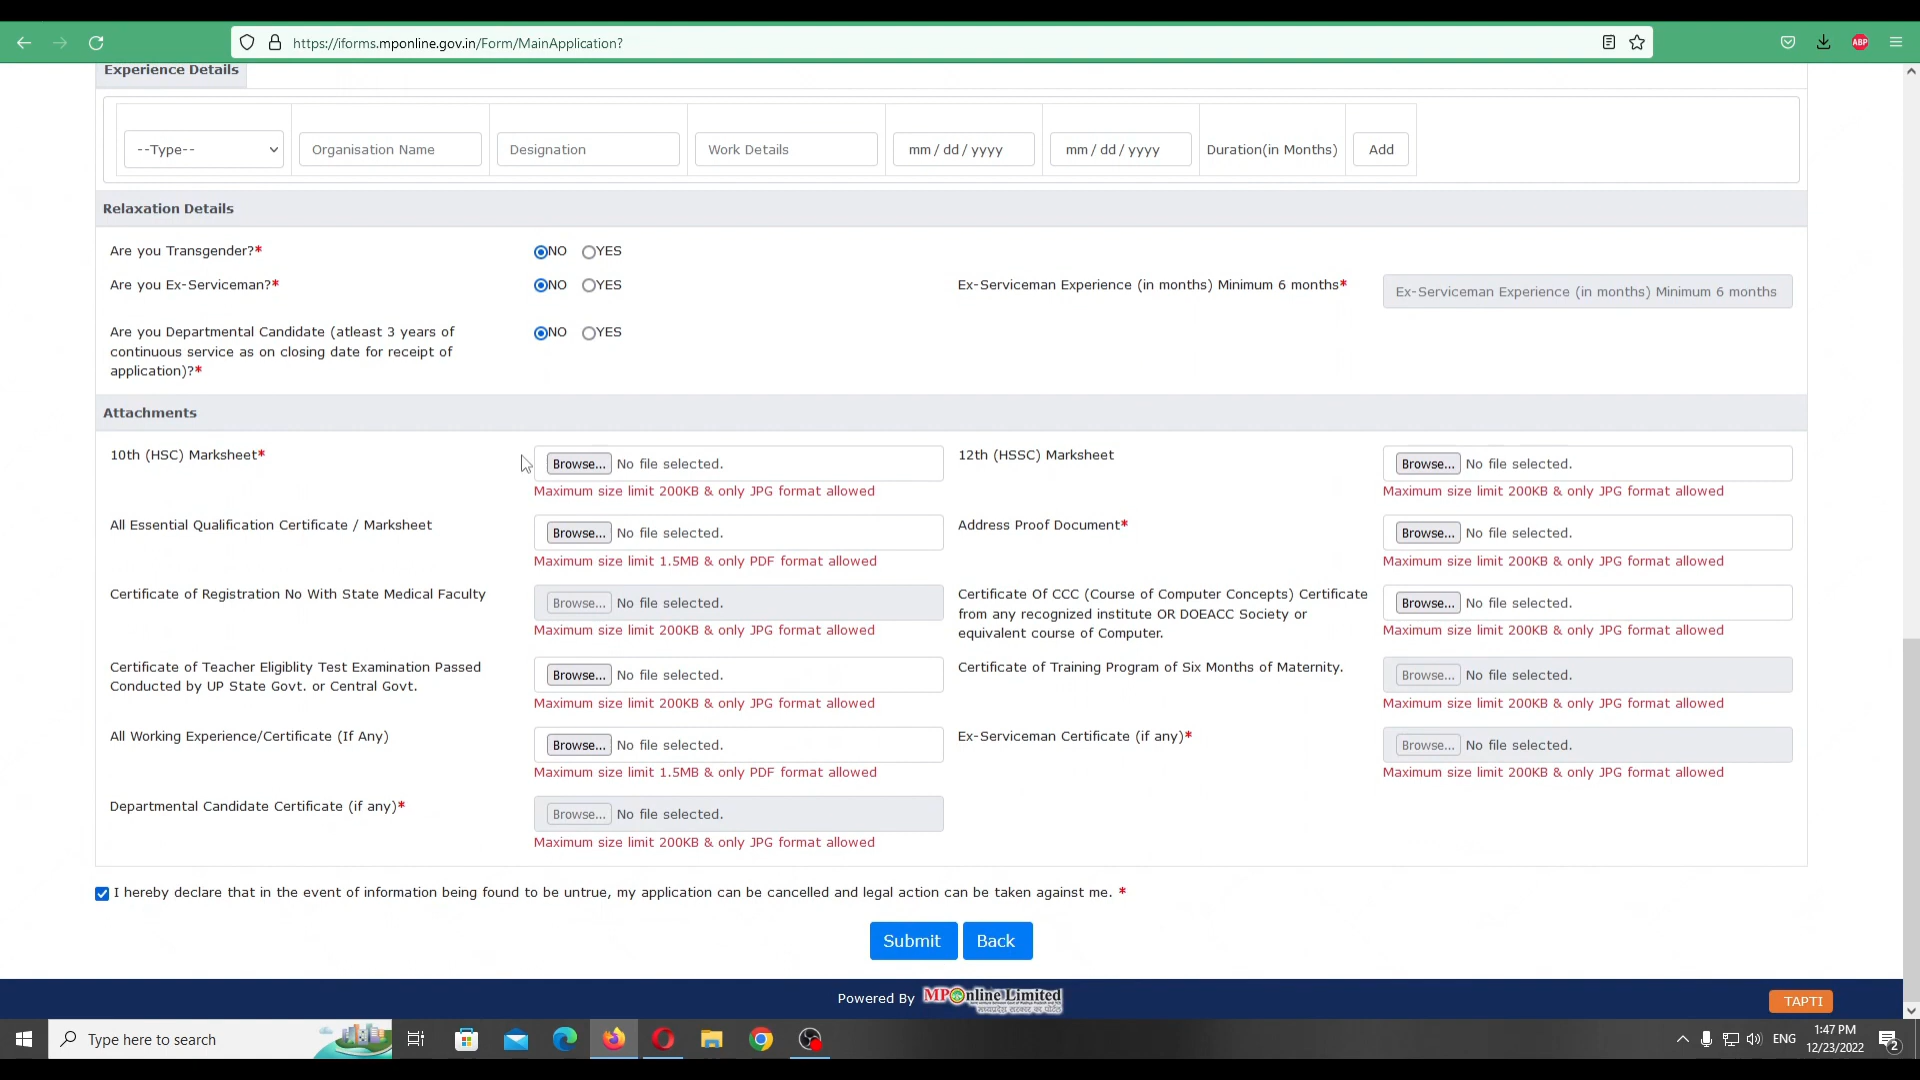 https://iforms.mponline.gov.in/Form/MainApplication?
ABP
Experience Details
--Type--
Organisation Name
Designation
Work Details
mm / dd / yyyy
mm / dd / yyyy
Duration(in Months)
Add
Relaxation Details
Are you Transgender?*
NO YES
Are you Ex-Serviceman?*
NO YES
Ex-Serviceman Experience (in months) Minimum 6 months*
Ex-Serviceman Experience (in months) Minimum 6 months
Are you Departmental Candidate (atleast 3 years of
continuous service as on closing date for receipt of
application)?*
NO YES
Attachments
10th (HSC) Marksheet*
Browse... No file selected.
Maximum size limit 200KB & only JPG format allowed
12th (HSSC) Marksheet
Browse... No file selected.
Maximum size limit 200KB & only JPG format allowed
All Essential Qualification Certificate / Marksheet
Browse... No file selected.
Maximum size limit 1.5MB & only PDF format allowed
Address Proof Document*
Browse... No file selected.
Maximum size limit 200KB & only JPG format allowed
Certificate of Registration No With State Medical Faculty
Browse... No file selected.
Maximum size limit 200KB & only JPG format allowed
Certificate Of CCC (Course of Computer Concepts) Certificate
from any recognized institute OR DOEACC Society or
equivalent course of Computer.
Browse... No file selected.
Maximum size limit 200KB & only JPG format allowed
Certificate of Teacher Eligiblity Test Examination Passed
Conducted by UP State Govt. or Central Govt.
Browse... No file selected.
Maximum size limit 200KB & only JPG format allowed
Certificate of Training Program of Six Months of Maternity.
Browse... No file selected.
Maximum size limit 200KB & only JPG format allowed
All Working Experience/Certificate (If Any)
Browse... No file selected.
Maximum size limit 1.5MB & only PDF format allowed
Ex-Serviceman Certificate (if any)*
Browse... No file selected.
Maximum size limit 200KB & only JPG format allowed
Departmental Candidate Certificate (if any)*
Browse... No file selected.
Maximum size limit 200KB & only JPG format allowed
I hereby declare that in the event of information being found to be untrue, my application can be cancelled and legal action can be taken against me. *
Submit
Back
Powered By MPOnline Limited
TAPTI
Type here to search
ENG
1:47 PM
12/23/2022
2